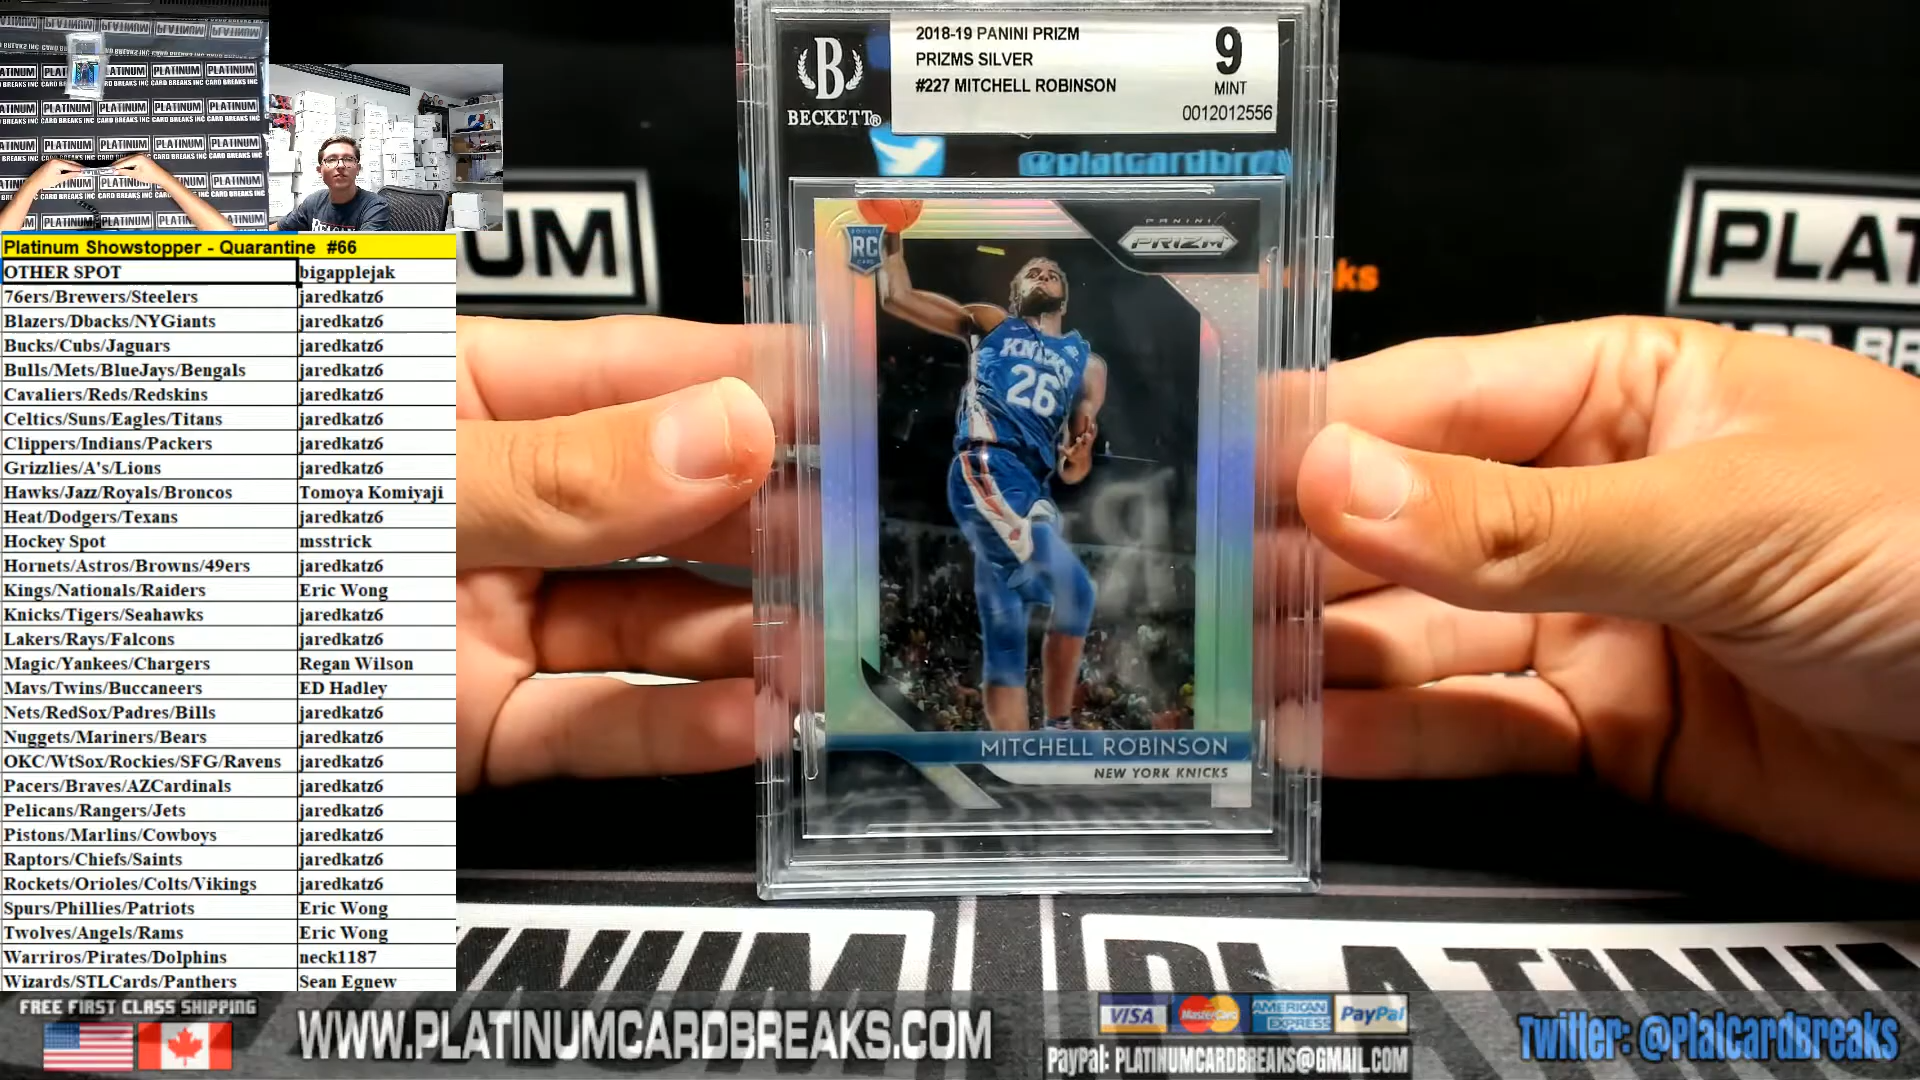 Platinum Showstopper - Quarantine #66
OTHER SPOT bigapplejak
76ers/Brewers/Steelers jaredkatz6
Blazers/Dbacks/NYGiants jaredkatz6
Bucks/Cubs/Jaguars jaredkatz6
Bulls/Mets/BlueJays/Bengals jaredkatz6
Cavaliers/Reds/Redskins jaredkatz6
Celtics/Suns/Eagles/Titans jaredkatz6
Clippers/Indians/Packers jaredkatz6
Grizzlies/A's/Lions jaredkatz6
Hawks/Jazz/Royals/Broncos Tomoya Komiyaji
Heat/Dodgers/Texans jaredkatz6
Hockey Spot msstrick
Hornets/Astros/Browns/49ers jaredkatz6
Kings/Nationals/Raiders Eric Wong
Knicks/Tigers/Seahawks jaredkatz6
Lakers/Rays/Falcons jaredkatz6
Magic/Yankees/Chargers Regan Wilson
Mavs/Twins/Buccaneers ED Hadley
Nets/RedSox/Padres/Bills jaredkatz6
Nuggets/Mariners/Bears jaredkatz6
OKC/WtSox/Rockies/SFG/Ravens jaredkatz6
Pacers/Braves/AZCardinals jaredkatz6
Pelicans/Rangers/Jets jaredkatz6
Pistons/Marlins/Cowboys jaredkatz6
Raptors/Chiefs/Saints jaredkatz6
Rockets/Orioles/Colts/Vikings jaredkatz6
Spurs/Phillies/Patriots Eric Wong
Twolves/Angels/Rams Eric Wong
Warriros/Pirates/Dolphins neck1187
Wizards/STLCards/Panthers Sean Egnew
B
BECKETT®
2018-19 PANINI PRIZM
PRIZMS SILVER
#227 MITCHELL ROBINSON
9
MINT
0012012556
@platcardbre
ROOKIE
RC
CARD
PANINI
PRIZM
KNICKS
26
MITCHELL ROBINSON
NEW YORK KNICKS
FREE FIRST CLASS SHIPPING
WWW.PLATINUMCARDBREAKS.COM
VISA
MasterCard
AMERICAN EXPRESS
PayPal
PayPal: PLATINUMCARDBREAKS@GMAIL.COM
Twitter: @PlatCardBreaks